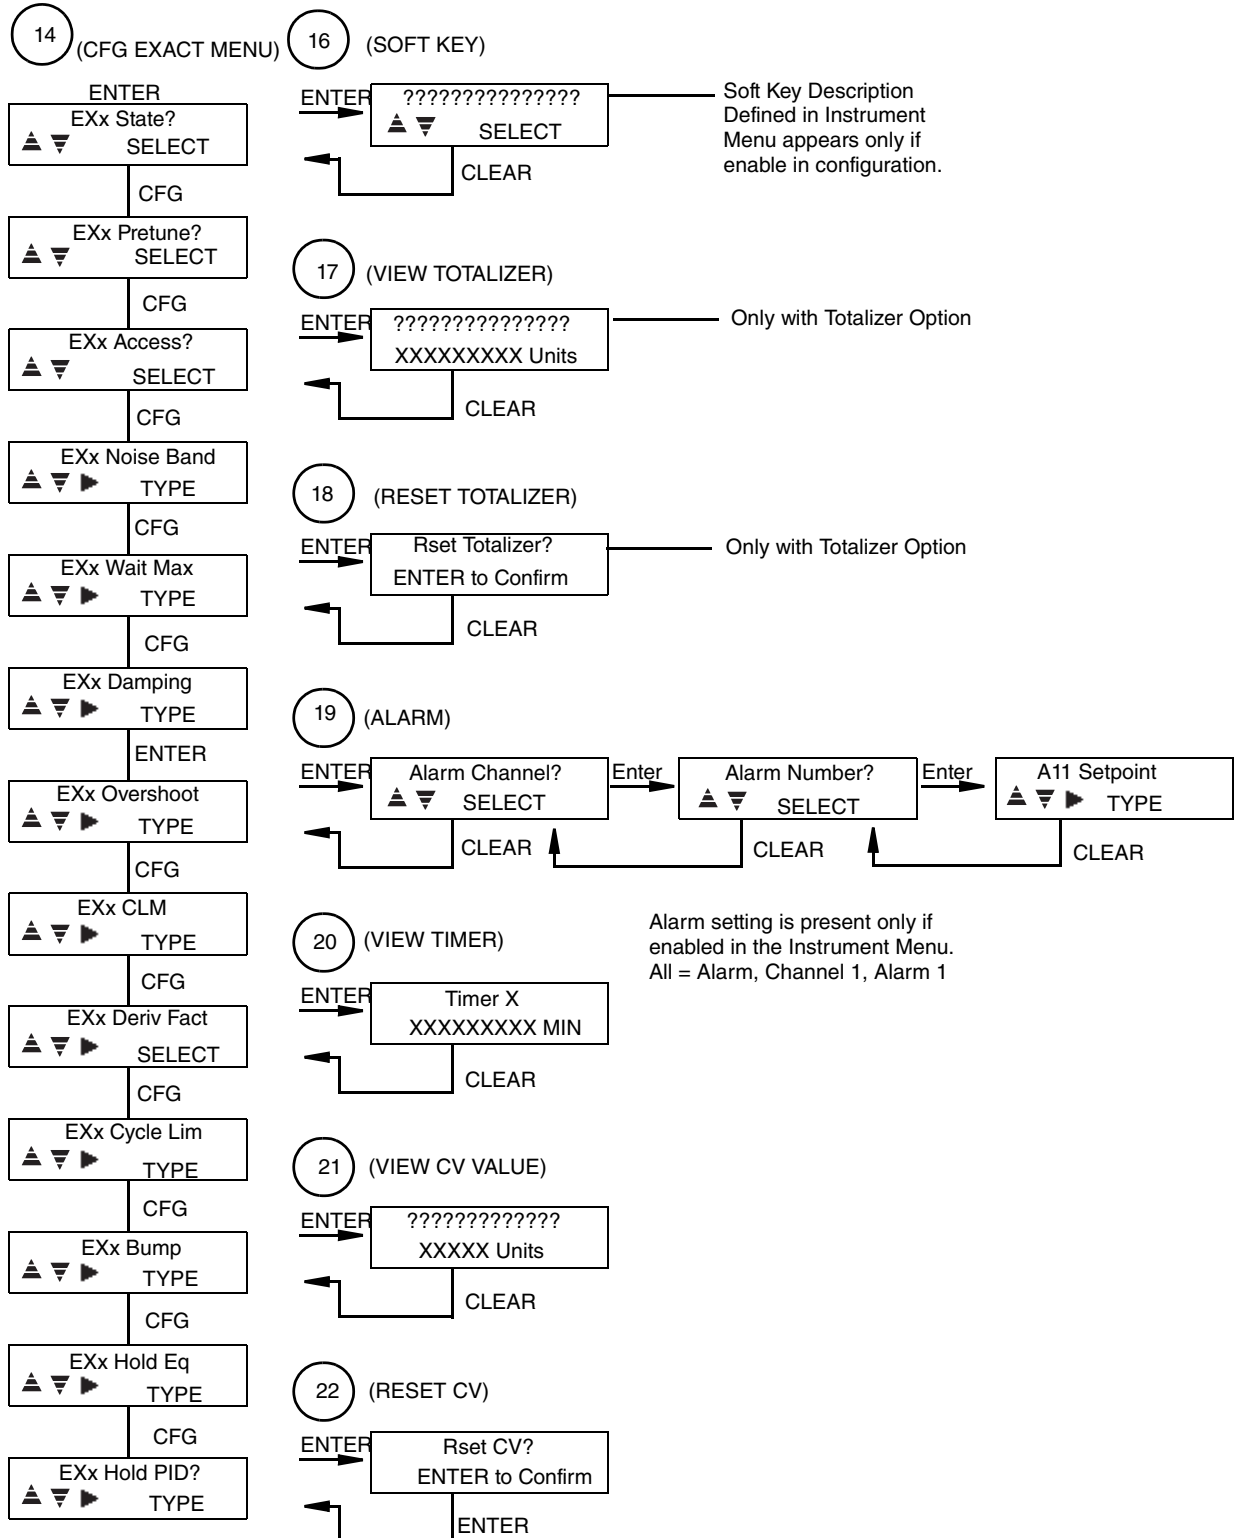 14
(CFG EXACT MENU)
ENTER
EXx State?
SELECT
CFG
EXx Pretune?
SELECT
CFG
EXx Access?
SELECT
CFG
EXx Noise Band
TYPE
CFG
EXx Wait Max
TYPE
CFG
EXx Damping
TYPE
ENTER
EXx Overshoot
TYPE
CFG
EXx CLM
TYPE
CFG
EXx Deriv Fact
SELECT
CFG
EXx Cycle Lim
TYPE
CFG
EXx Bump
TYPE
CFG
EXx Hold Eq
TYPE
CFG
EXx Hold PID?
TYPE
16
(SOFT KEY)
ENTER
???????????????
SELECT
CLEAR
Soft Key Description
Defined in Instrument
Menu appears only if
enable in configuration.
17
(VIEW TOTALIZER)
ENTER
???????????????
XXXXXXXXX Units
CLEAR
Only with Totalizer Option
18
(RESET TOTALIZER)
ENTER
Rset Totalizer?
ENTER to Confirm
CLEAR
Only with Totalizer Option
19
(ALARM)
ENTER
Alarm Channel?
SELECT
CLEAR
Enter
Alarm Number?
SELECT
CLEAR
Enter
A11 Setpoint
TYPE
CLEAR
Alarm setting is present only if
enabled in the Instrument Menu.
All = Alarm, Channel 1, Alarm 1
20
(VIEW TIMER)
ENTER
Timer X
XXXXXXXXX MIN
CLEAR
21
(VIEW CV VALUE)
ENTER
?????????????
XXXXX Units
CLEAR
22
(RESET CV)
ENTER
Rset CV?
ENTER to Confirm
ENTER